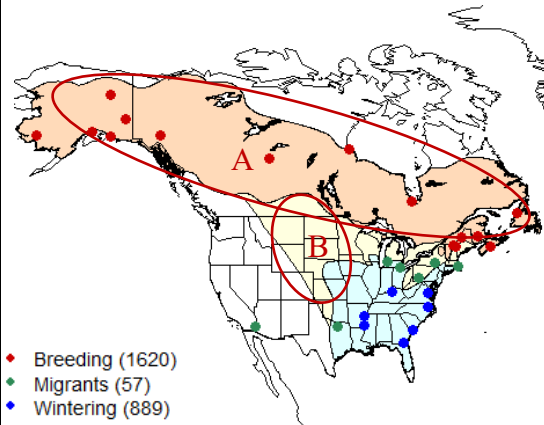 A
B
Breeding (1620)
Migrants (57)
Wintering (889)